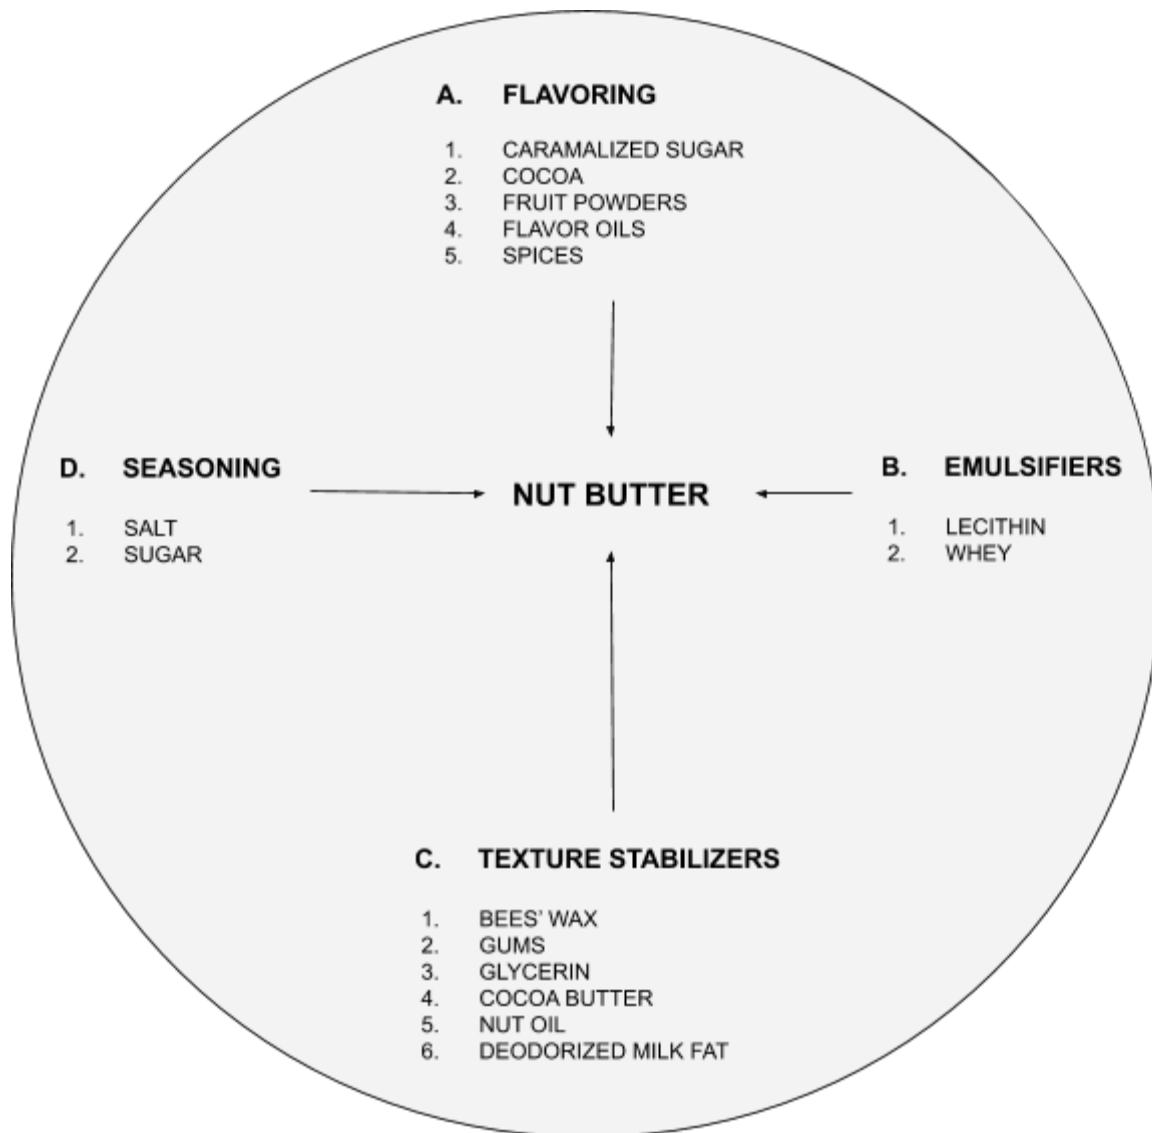 A. FLAVORING
1. CARAMALIZED SUGAR
2. COCOA
3. FRUIT POWDERS
4. FLAVOR OILS
5. SPICES
D. SEASONING
1. SALT
2. SUGAR
NUT BUTTER
B. EMULSIFIERS
1. LECITHIN
2. WHEY
C. TEXTURE STABILIZERS
1. BEES' WAX
2. GUMS
3. GLYCERIN
4. COCOA BUTTER
5. NUT OIL
6. DEODORIZED MILK FAT